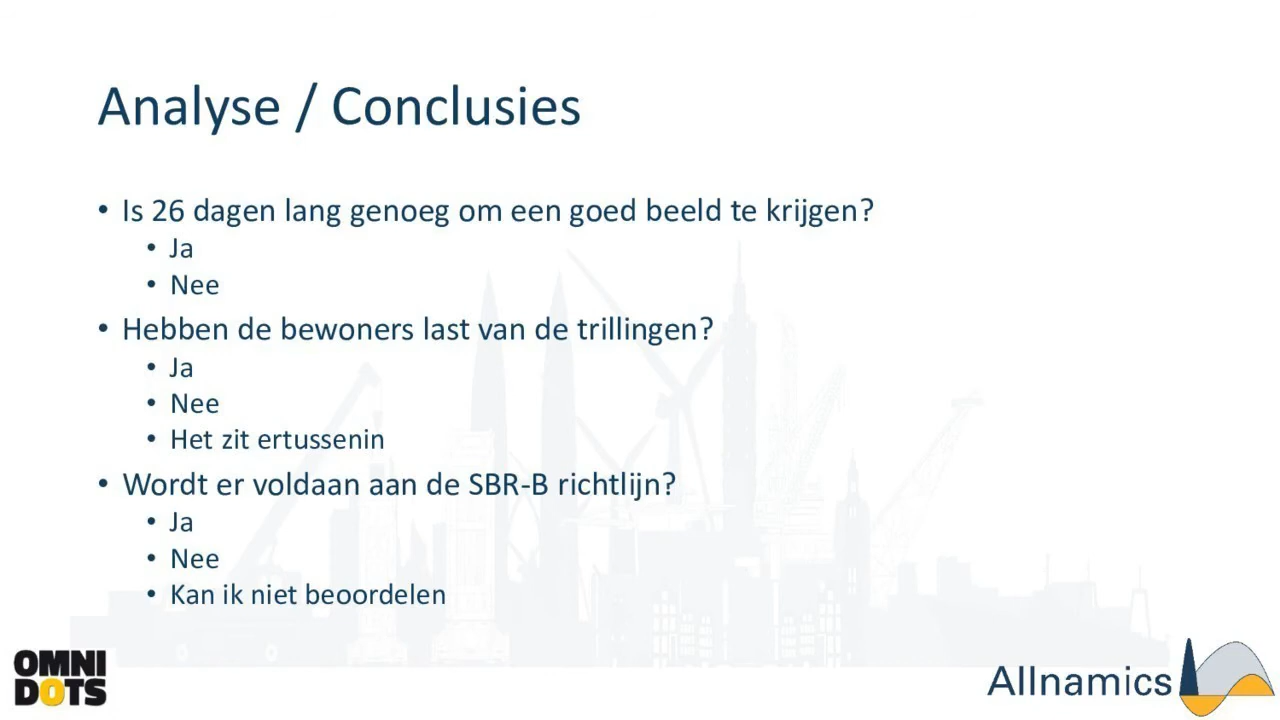 Analyse / Conclusies
• Is 26 dagen lang genoeg om een goed beeld te krijgen?
• Ja
• Nee
• Hebben de bewoners last van de trillingen?
• Ja
• Nee
• Het zit ertussenin
• Wordt er voldaan aan de SBR-B richtlijn?
• Ja
• Nee
• Kan ik niet beoordelen
OMNI
DOTS
Allnamics